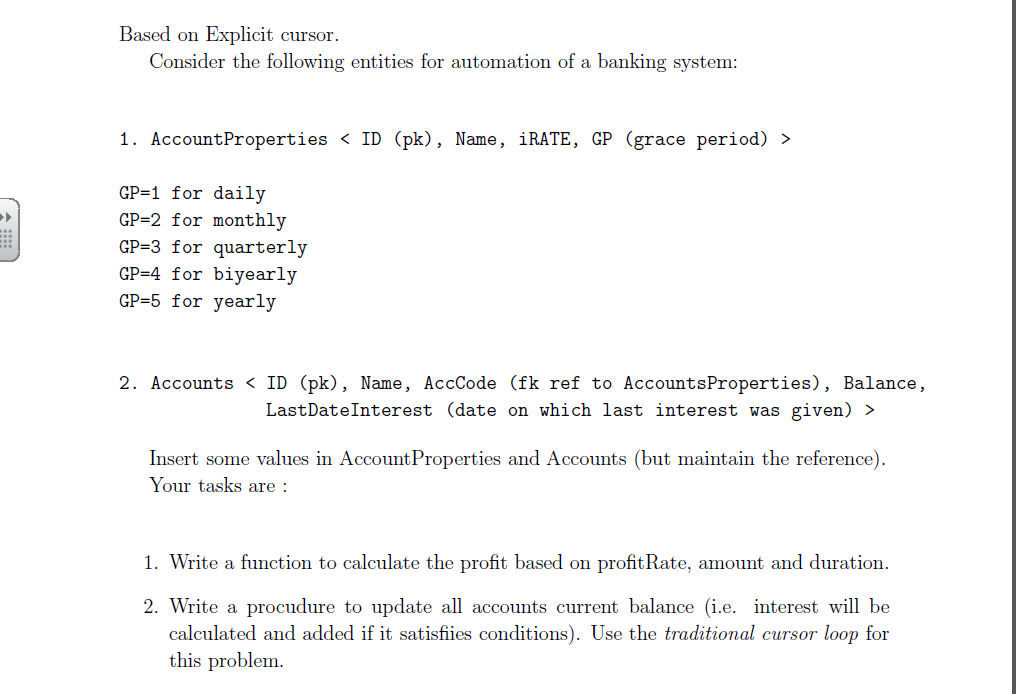 Based on Explicit cursor.
Consider the following entities for automation of a banking system:
1. AccountProperties < ID (pk), Name, iRATE, GP (grace period) >
GP=1 for daily
GP=2 for monthly
GP=3 for quarterly
GP=4 for biyearly
GP=5 for yearly
2. Accounts < ID (pk), Name, AccCode (fk ref to AccountsProperties), Balance,
LastDateInterest (date on which last interest was given) >
Insert some values in AccountProperties and Accounts (but maintain the reference).
Your tasks are :
1. Write a function to calculate the profit based on profitRate, amount and duration.
2. Write a procudure to update all accounts current balance (i.e. interest will be
calculated and added if it satisfiies conditions). Use the traditional cursor loop for
this problem.